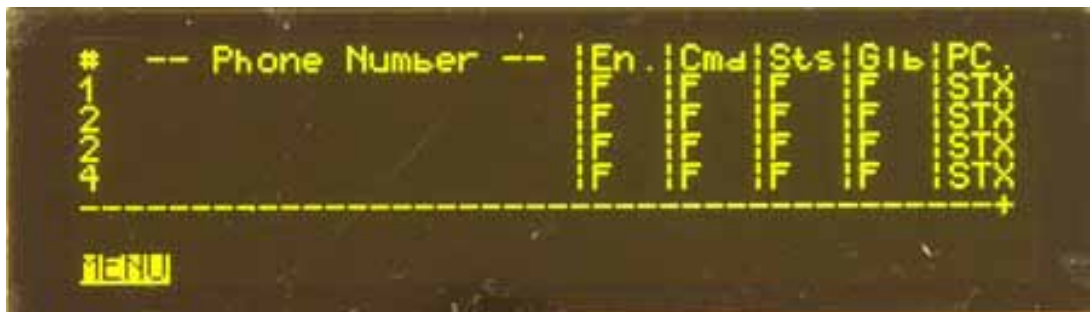 # -- Phone Number -- |En.|Cmd|Sts|Glb|PC.
1 |F |F |F |F |STX
2 |F |F |F |F |STX
2 |F |F |F |F |STX
4 |F |F |F |F |STX
------------------------------------------+
MENU